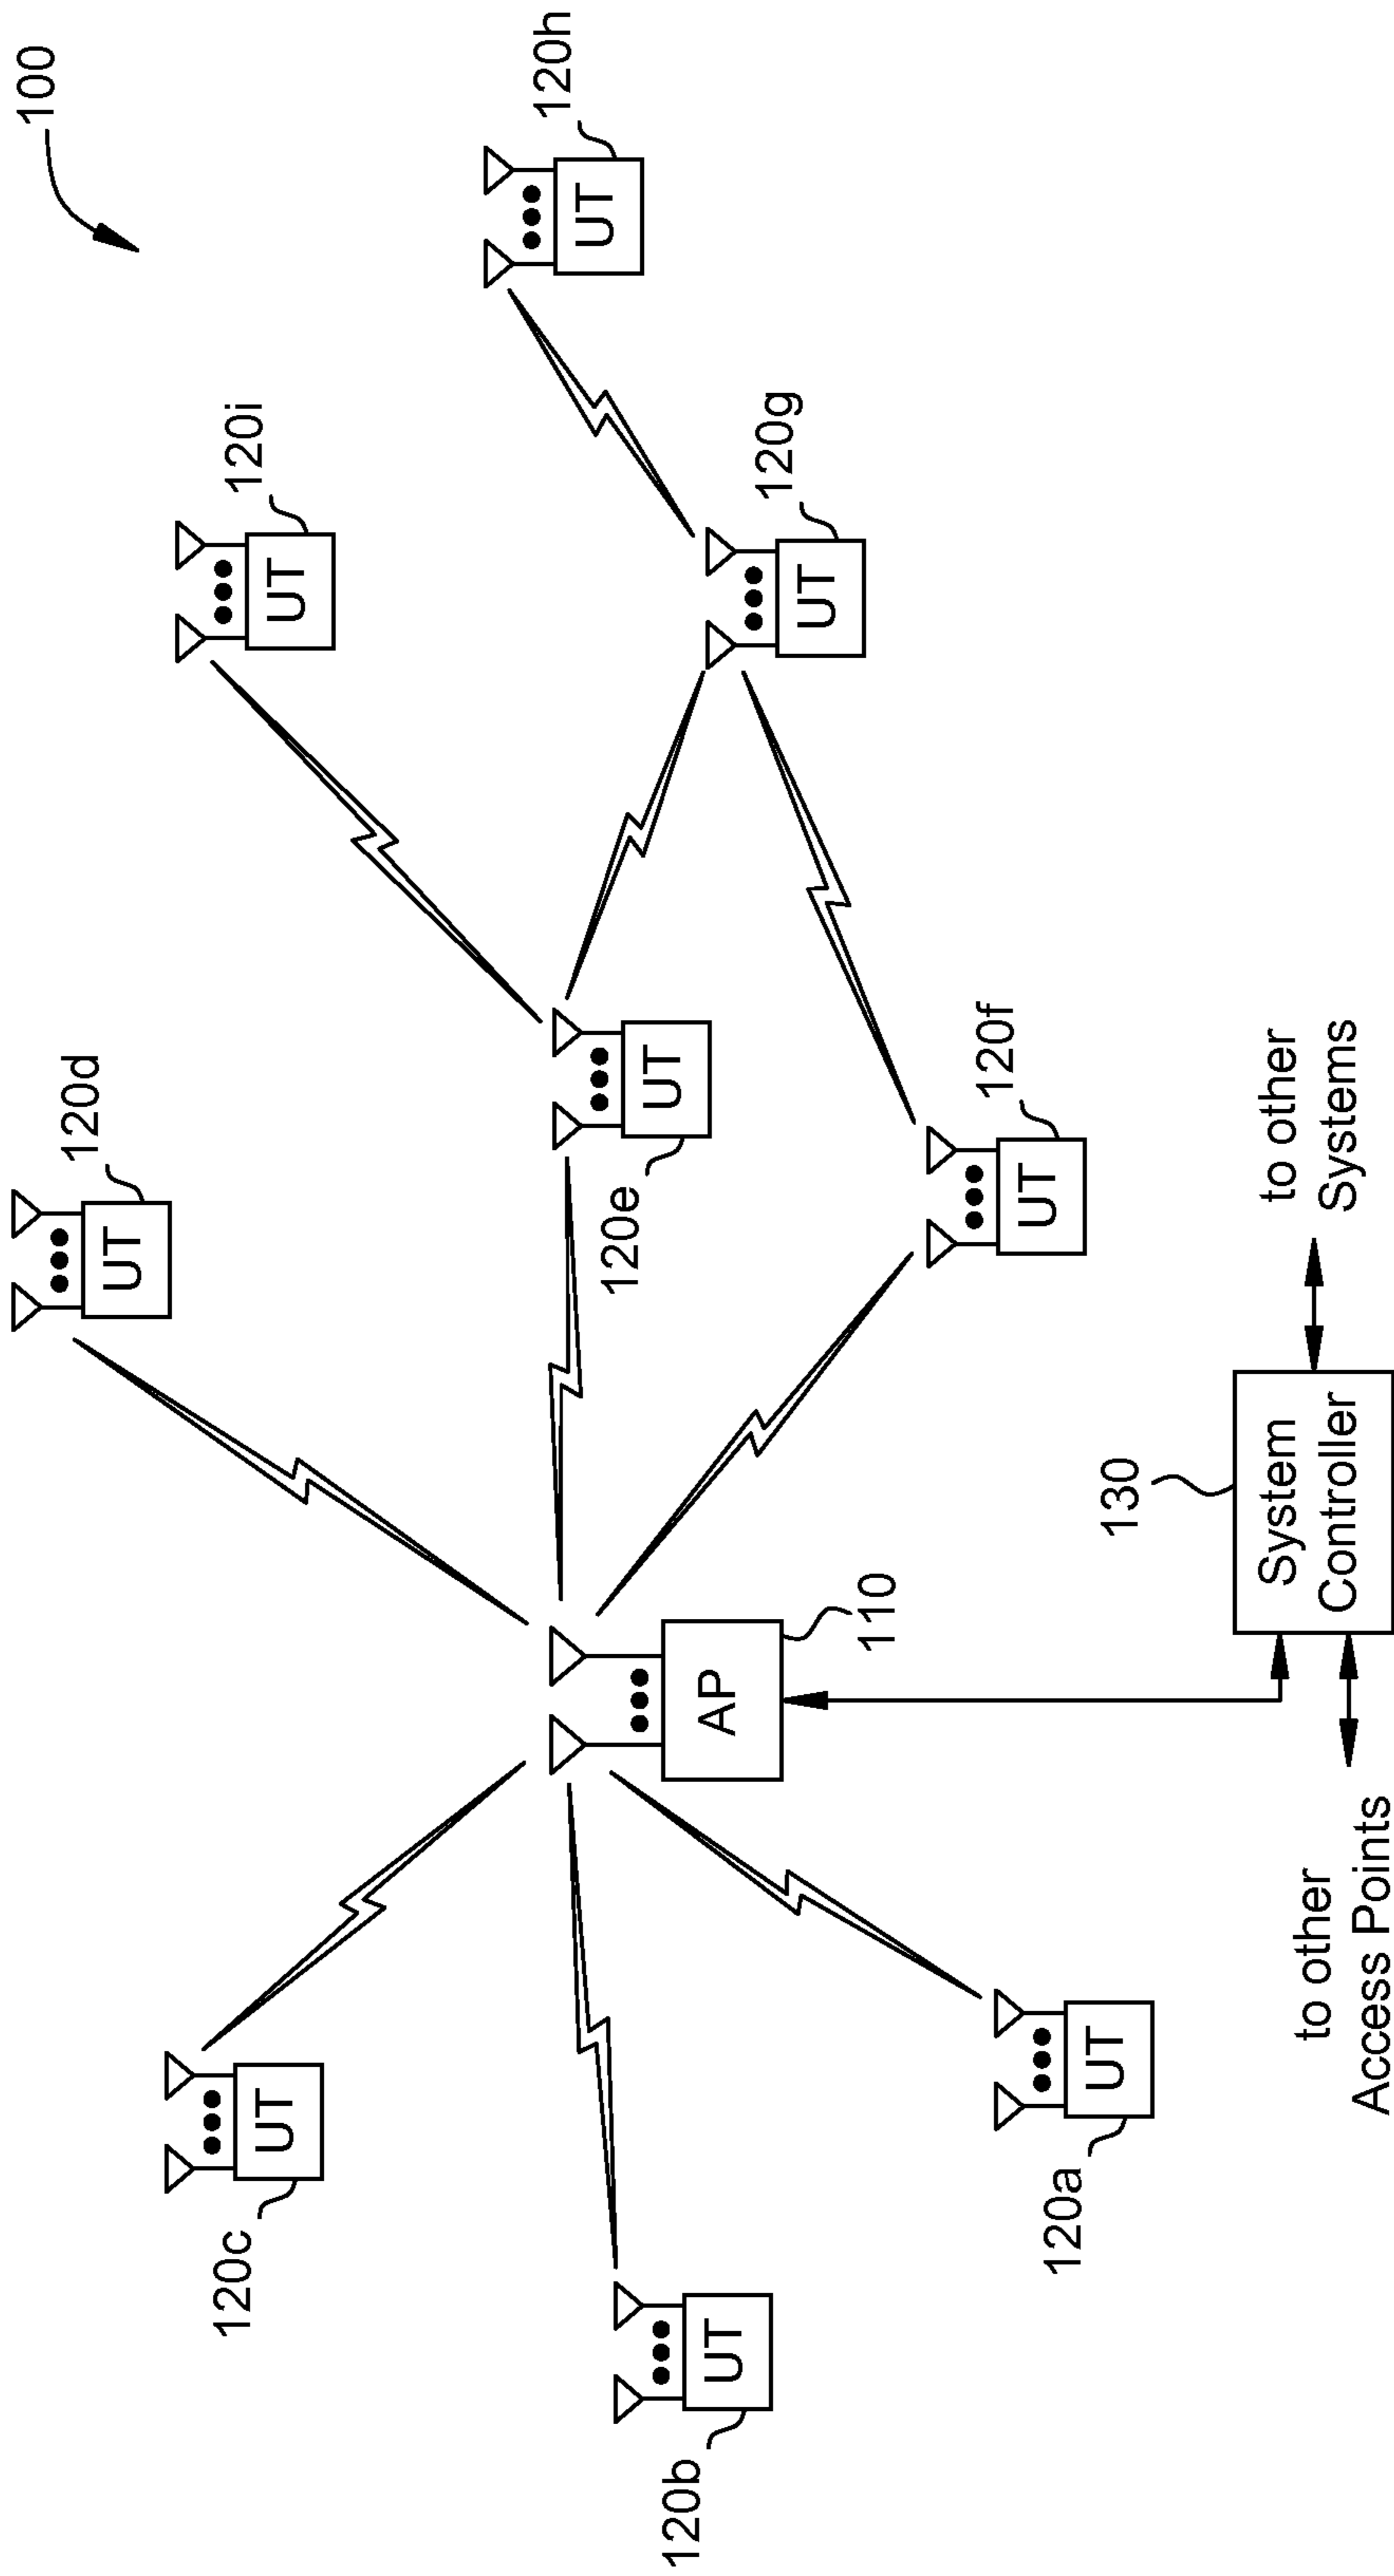 100
120d
UT
120i
UT
120c
UT
120h
UT
120e
UT
AP
110
120g
UT
120b
UT
120f
UT
120a
UT
130
System
Controller
to other
Systems
to other
Access Points